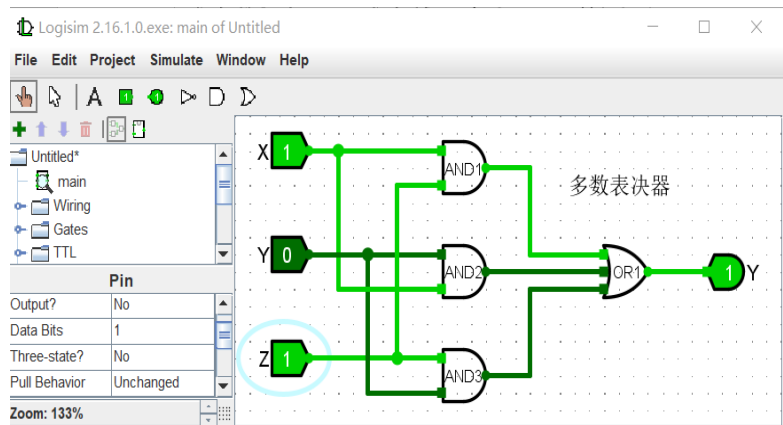 Logisim 2.16.1.0.exe: main of Untitled
File Edit Project Simulate Window Help
A 1 1
Untitled*
main
Wiring
Gates
TTL
Pin
Output? No
Data Bits 1
Three-state? No
Pull Behavior Unchanged
Zoom: 133%
X 1
AND1
多数表决器
Y 0
AND2
OR1
1 Y
Z 1
AND3